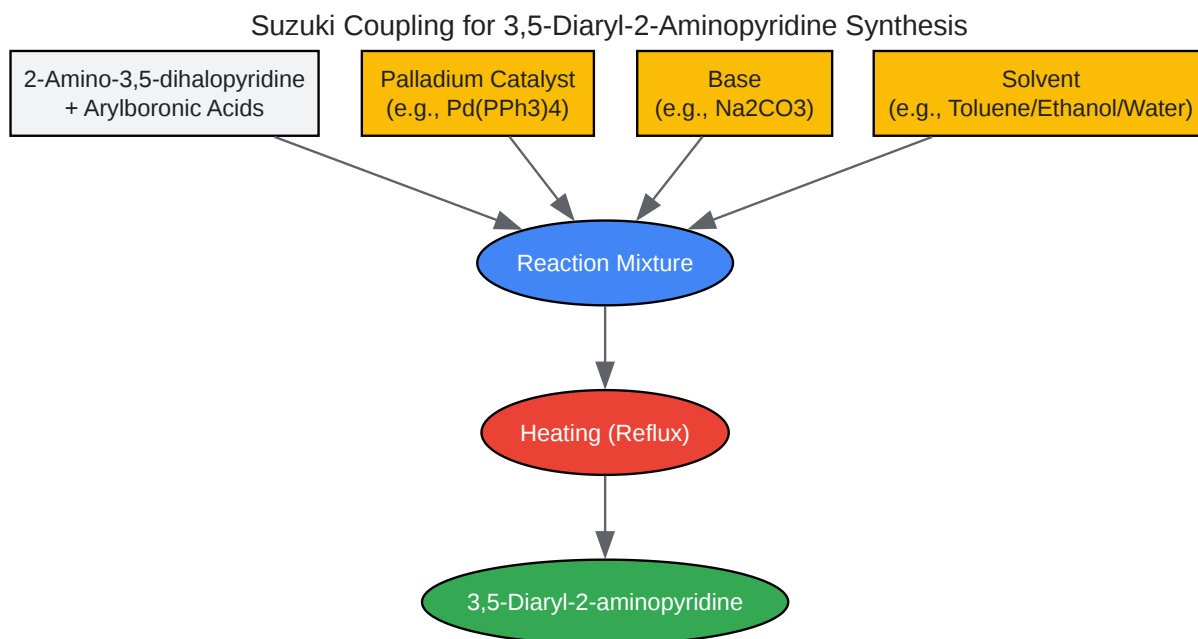 Suzuki Coupling for 3,5-Diaryl-2-Aminopyridine Synthesis
2-Amino-3,5-dihalopyridine
+ Arylboronic Acids
Palladium Catalyst
(e.g., Pd(PPh3)4)
Base
(e.g., Na2CO3)
Solvent
(e.g., Toluene/Ethanol/Water)
Reaction Mixture
Heating (Reflux)
3,5-Diaryl-2-aminopyridine